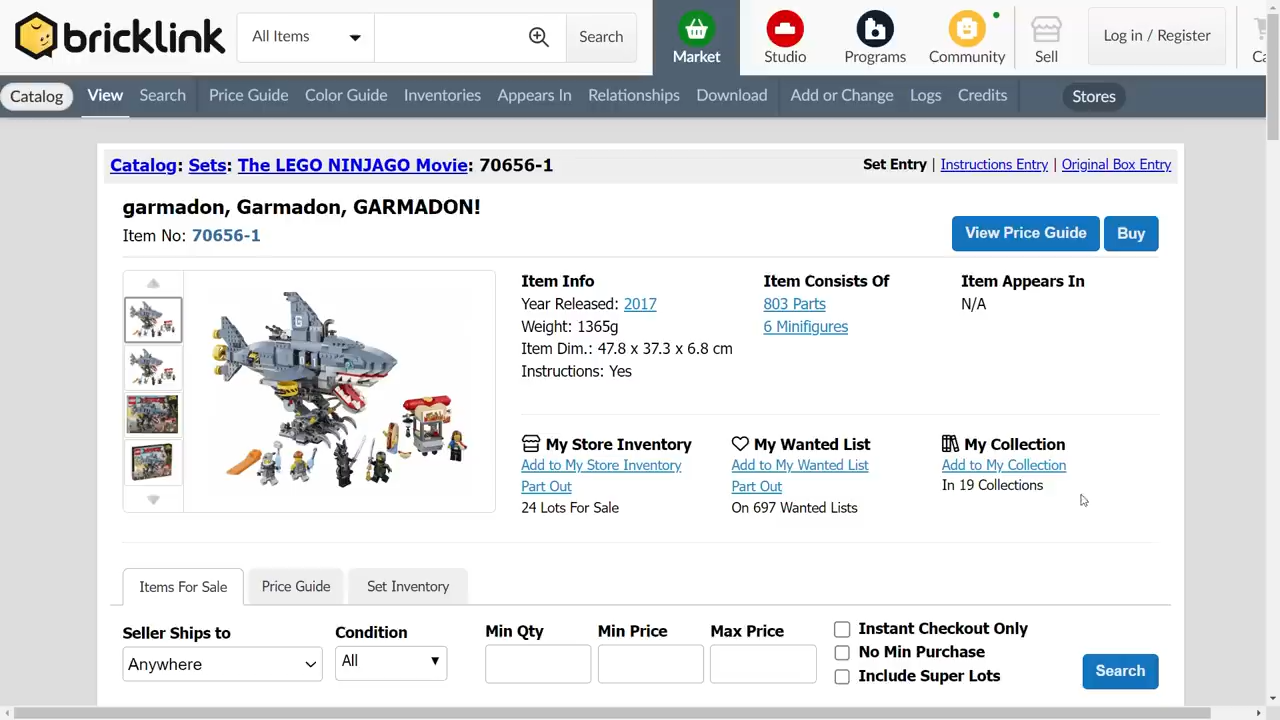 bricklink
All Items
Search
Market
Studio
Programs
Community
Sell
Log in / Register
Ca
Catalog
View
Search
Price Guide
Color Guide
Inventories
Appears In
Relationships
Download
Add or Change
Logs
Credits
Stores
Catalog: Sets: The LEGO NINJAGO Movie: 70656-1
Set Entry | Instructions Entry | Original Box Entry
garmadon, Garmadon, GARMADON!
Item No: 70656-1
View Price Guide
Buy
Item Info
Year Released: 2017
Weight: 1365g
Item Dim.: 47.8 x 37.3 x 6.8 cm
Instructions: Yes
Item Consists Of
803 Parts
6 Minifigures
Item Appears In
N/A
G
My Store Inventory
Add to My Store Inventory
Part Out
24 Lots For Sale
My Wanted List
Add to My Wanted List
Part Out
On 697 Wanted Lists
My Collection
Add to My Collection
In 19 Collections
Items For Sale
Price Guide
Set Inventory
Seller Ships to
Anywhere
Condition
All
Min Qty
Min Price
Max Price
Instant Checkout Only
No Min Purchase
Include Super Lots
Search